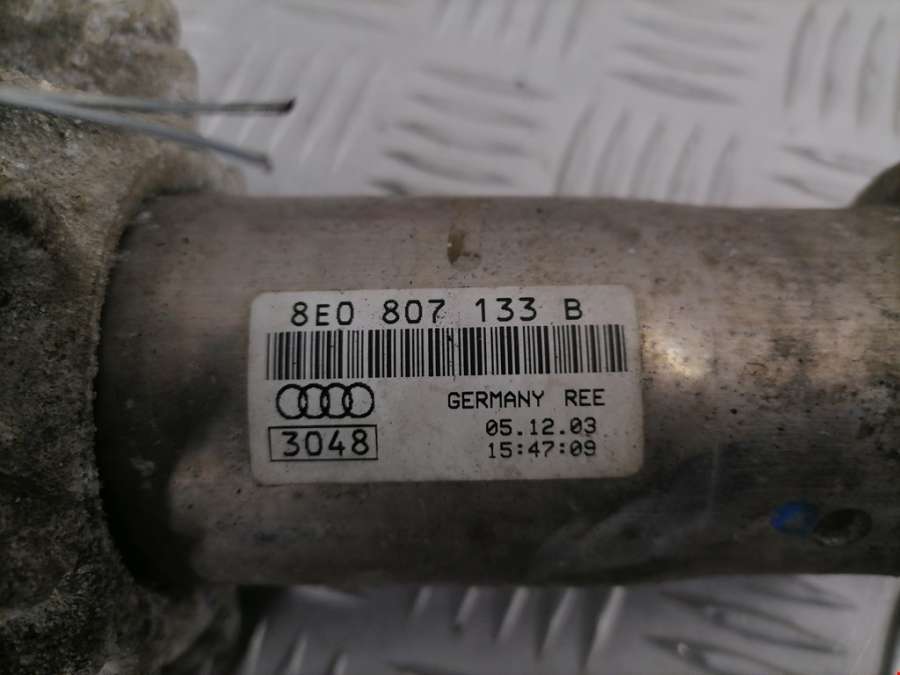 8E0 807 133 B
GERMANY REE
3048
05.12.03
15:47:09